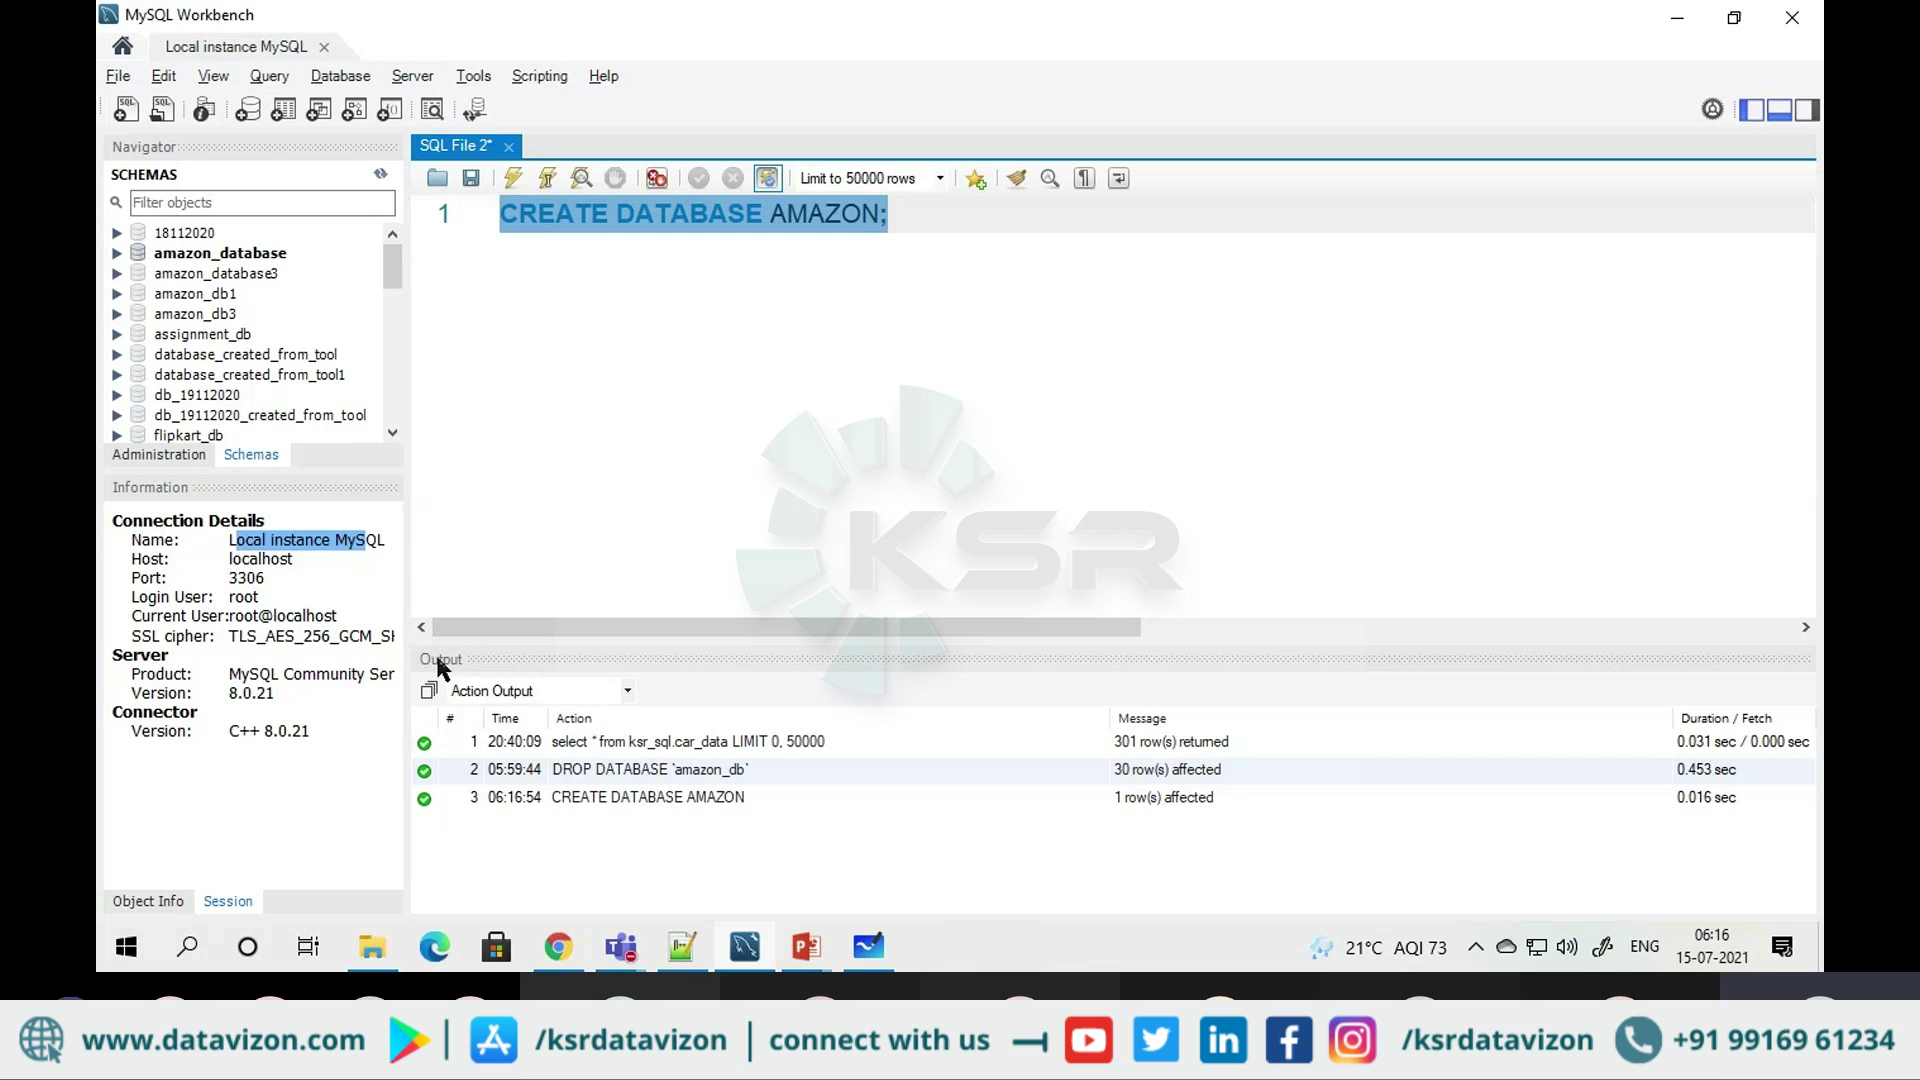 MySQL Workbench
Local instance MySQL
File Edit View Query Database Server Tools Scripting Help
Navigator
SCHEMAS
Filter objects
18112020
amazon_database
amazon_database3
amazon_db1
amazon_db3
assignment_db
database_created_from_tool
database_created_from_tool1
db_19112020
db_19112020_created_from_tool
flipkart_db
Administration Schemas
Information
Connection Details
Name: Local instance MySQL
Host: localhost
Port: 3306
Login User: root
Current User: root@localhost
SSL cipher: TLS_AES_256_GCM_SH
Server
Product: MySQL Community Ser
Version: 8.0.21
Connector
Version: C++ 8.0.21
Object Info Session
SQL File 2*
Limit to 50000 rows
1 CREATE DATABASE AMAZON;
KSR
Output
Action Output
# Time Action Message Duration / Fetch
1 20:40:09 select * from ksr_sql.car_data LIMIT 0, 50000 301 row(s) returned 0.031 sec / 0.000 sec
2 05:59:44 DROP DATABASE `amazon_db` 30 row(s) affected 0.453 sec
3 06:16:54 CREATE DATABASE AMAZON 1 row(s) affected 0.016 sec
21°C AQI 73 ENG 06:16
15-07-2021
www.datavizon.com | /ksrdatavizon | connect with us /ksrdatavizon +91 99169 61234